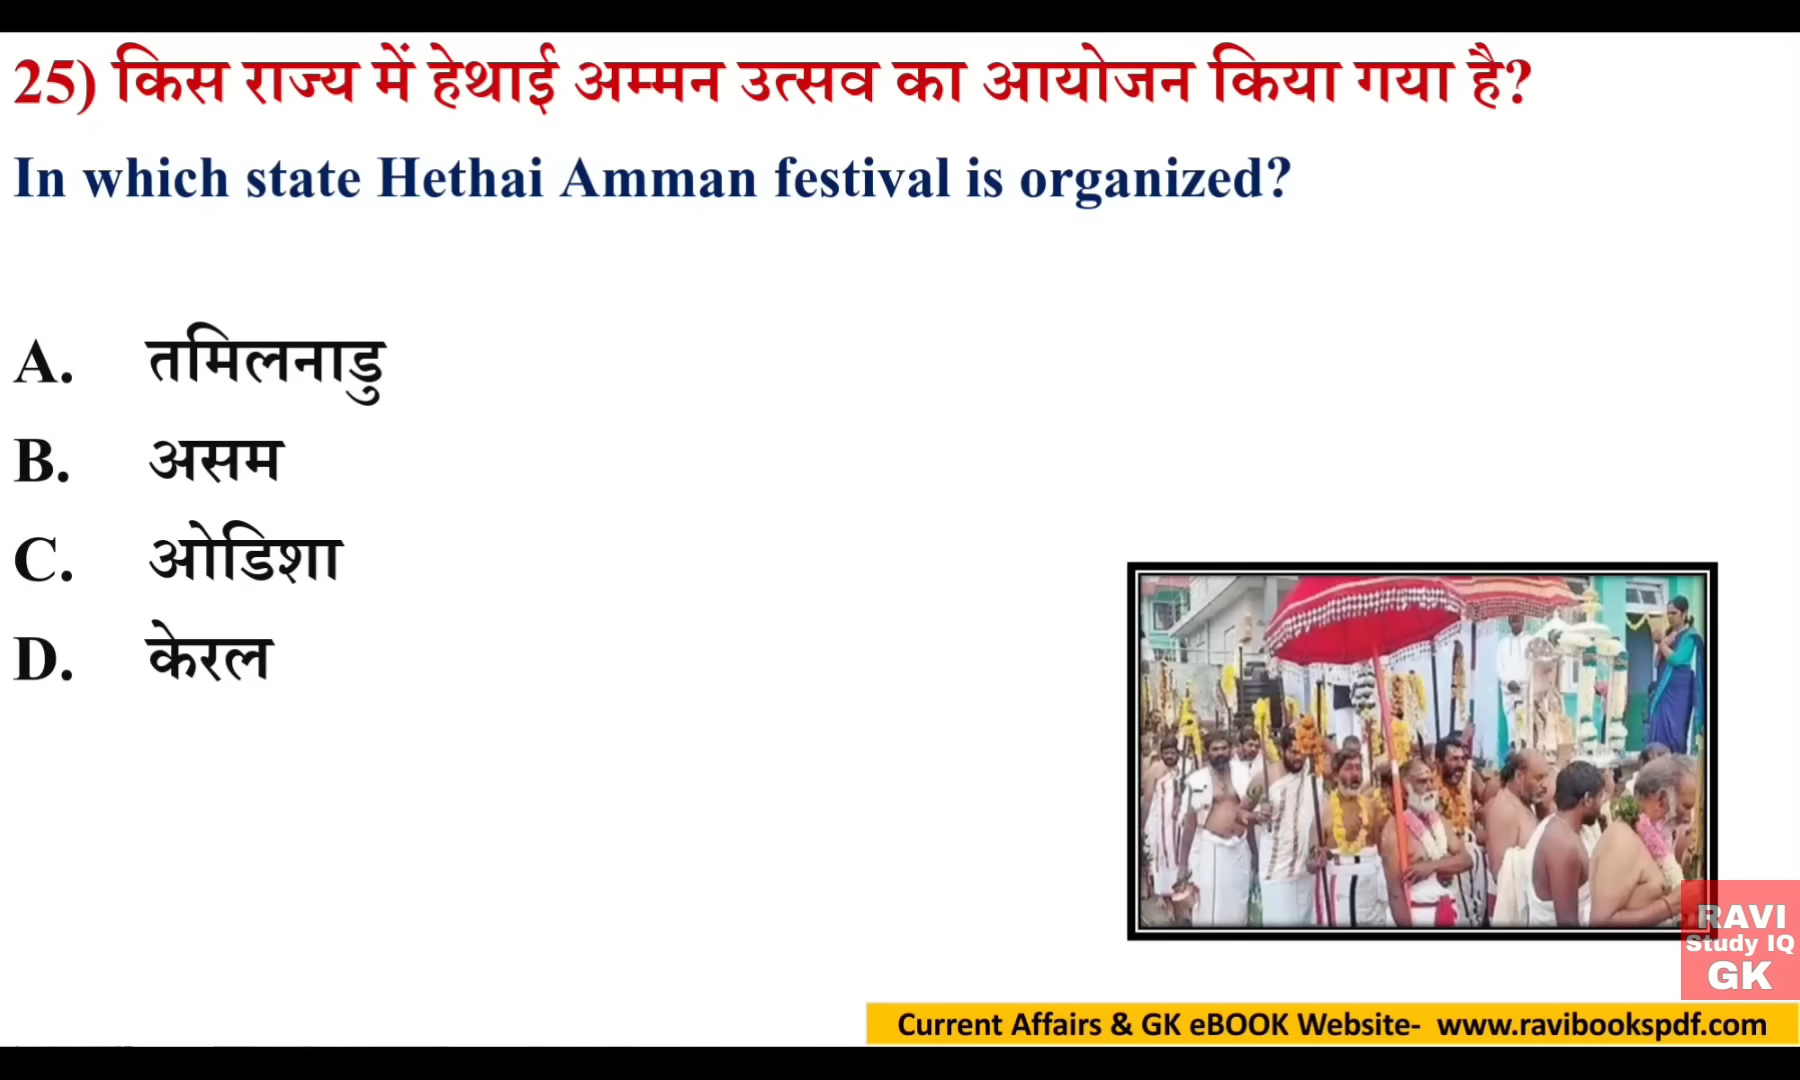 25) किस राज्य में हेथाई अम्मन उत्सव का आयोजन किया गया है?
In which state Hethai Amman festival is organized?
A. तमिलनाडु
B. असम
C. ओडिशा
D. केरल
RAVI
Study IQ
GK
Current Affairs & GK eBOOK Website- www.ravibookspdf.com